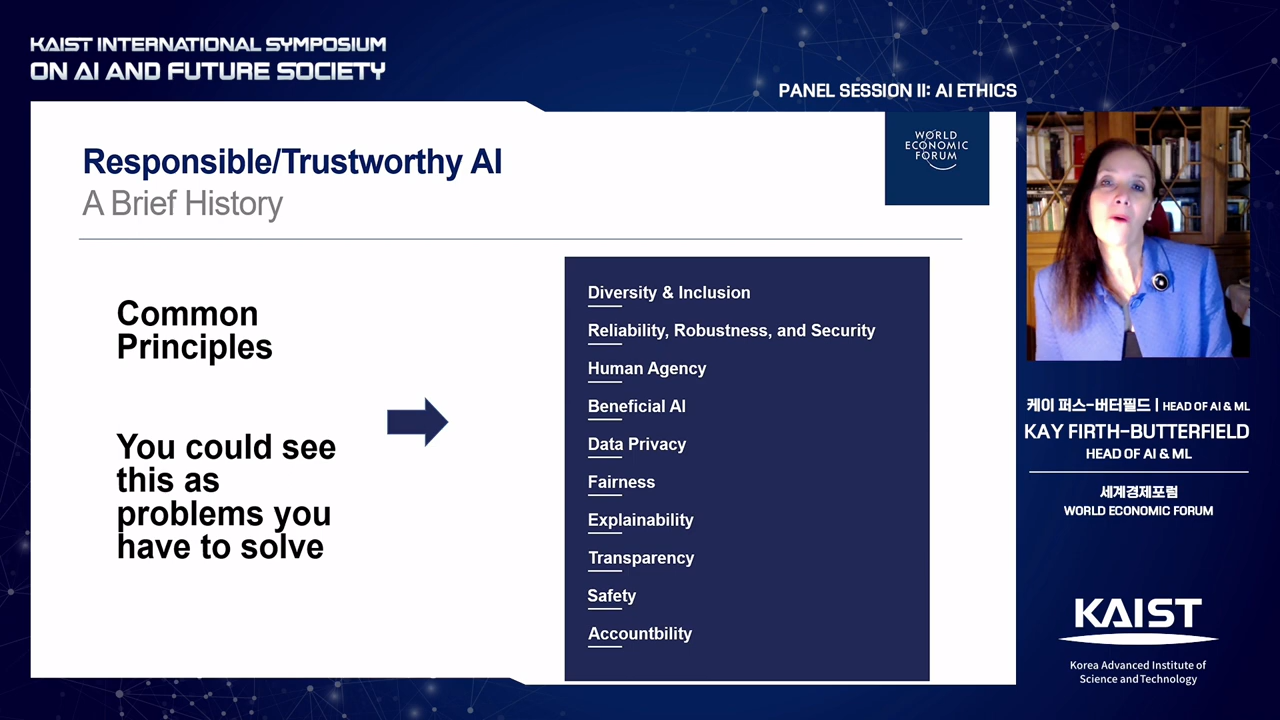 KAIST INTERNATIONAL SYMPOSIUM
ON AI AND FUTURE SOCIETY
PANEL SESSION II: AI ETHICS
WORLD
ECONOMIC
FORUM
Responsible/Trustworthy AI
A Brief History
Common
Principles
You could see
this as
problems you
have to solve
Diversity & Inclusion
Reliability, Robustness, and Security
Human Agency
Beneficial AI
Data Privacy
Fairness
Explainability
Transparency
Safety
Accountbility
케이 퍼스-버터필드 | HEAD OF AI & ML
KAY FIRTH-BUTTERFIELD
HEAD OF AI & ML
세계경제포럼
WORLD ECONOMIC FORUM
KAIST
Korea Advanced Institute of
Science and Technology